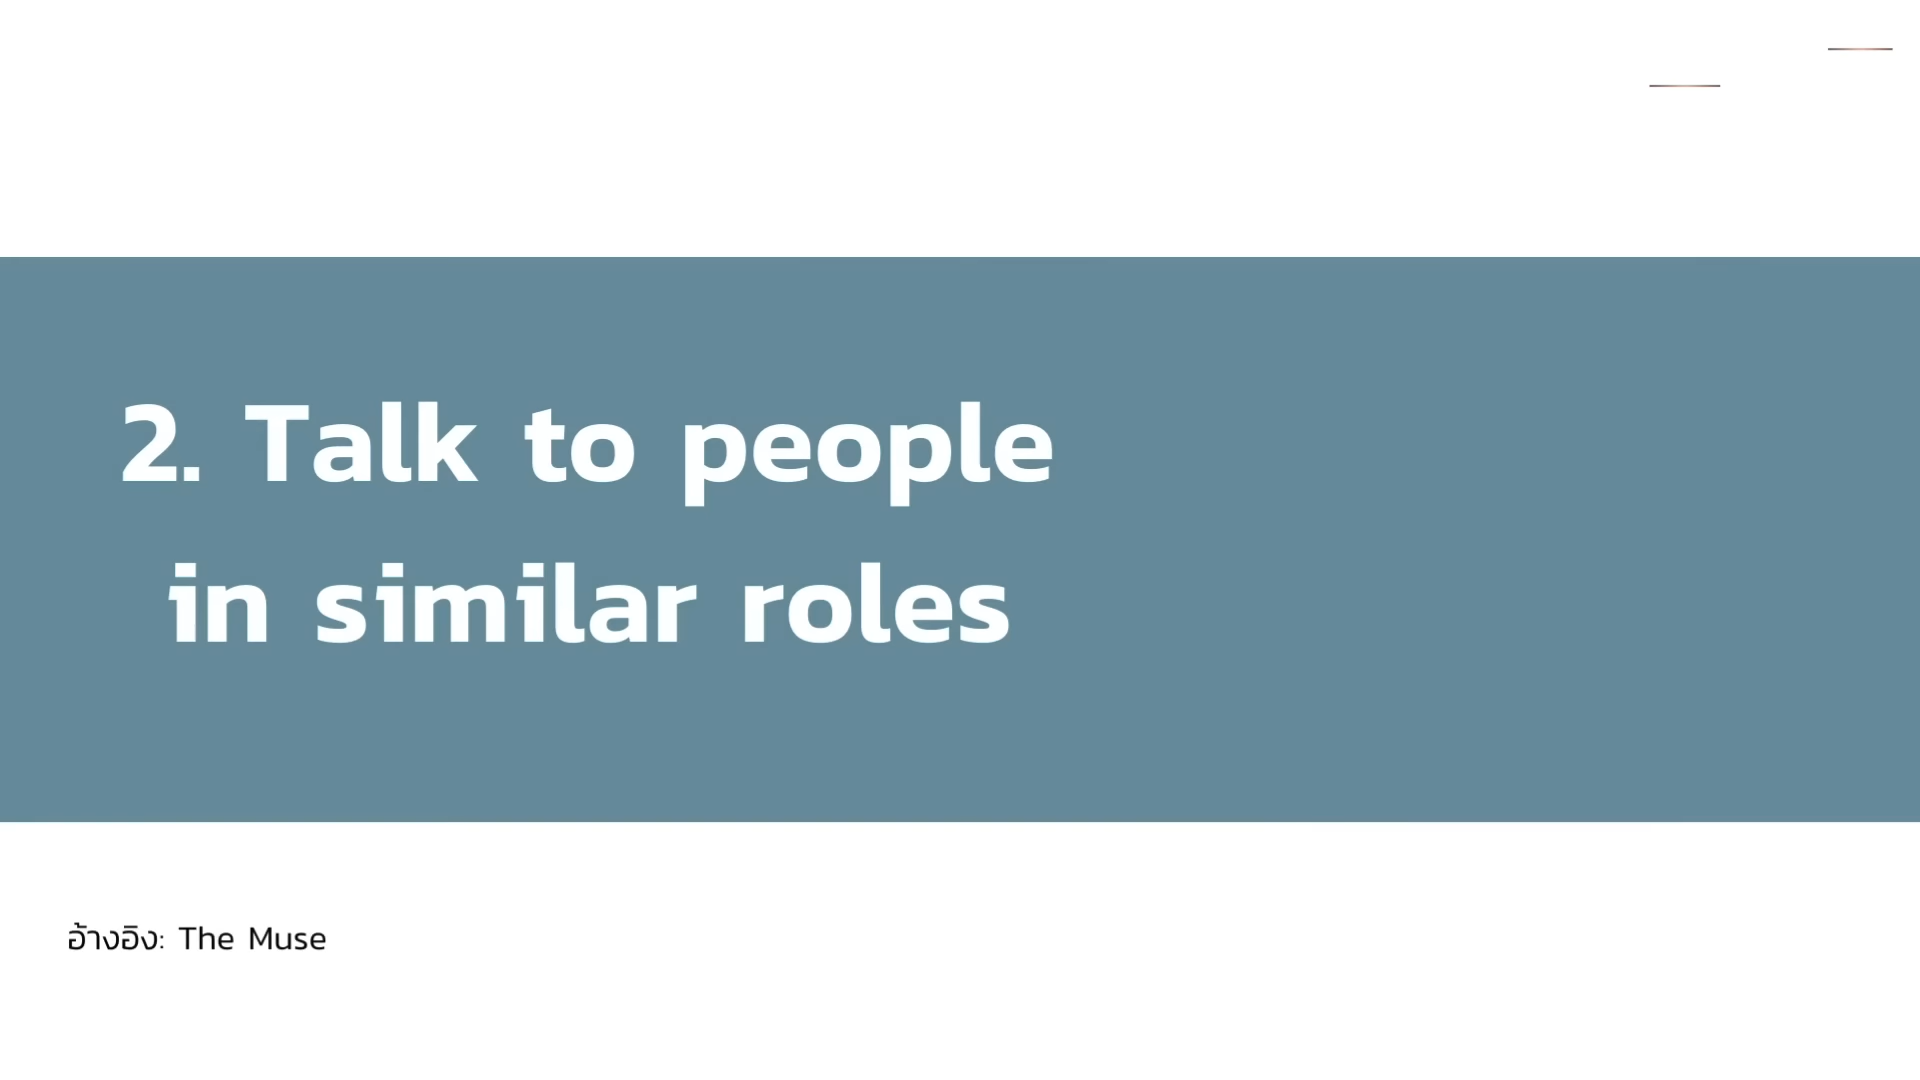 2. Talk to people
in similar roles
อ้างอิง: The Muse